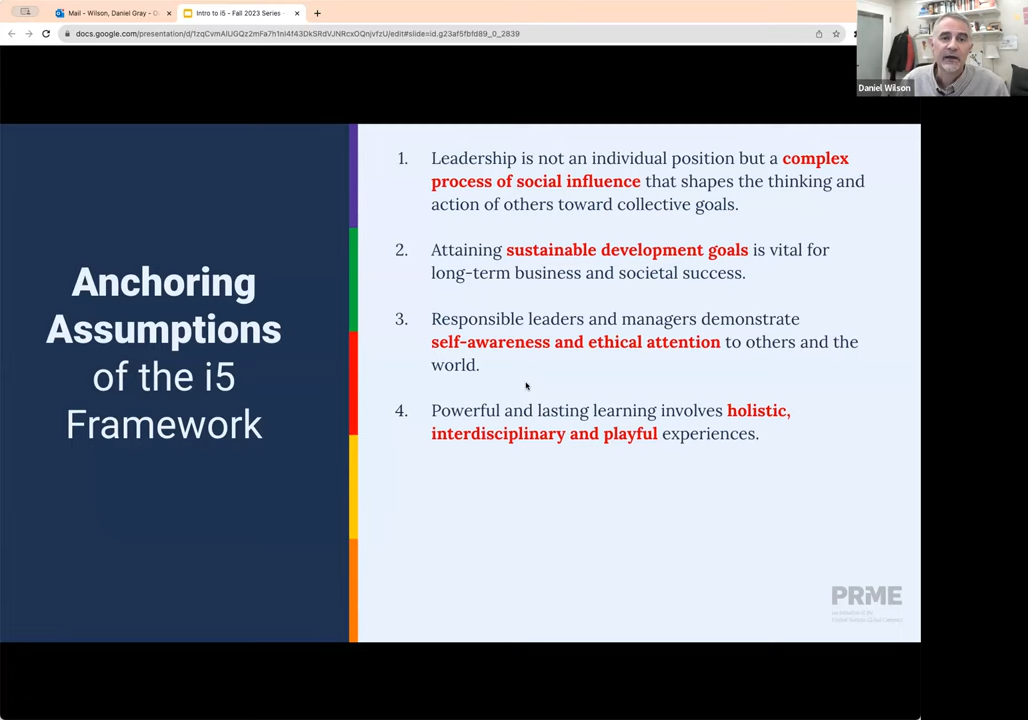 Mail - Wilson, Daniel Gray - O
Intro to i5 - Fall 2023 Series -
docs.google.com/presentation/d/1zqCvmAlUGQz2mFa7h1nI4f43DkSRdVJNRcxOQnjvfzU/edit#slide=id.g23af5fbfd89_0_2839
Daniel Wilson
Anchoring
Assumptions
of the i5
Framework
1. Leadership is not an individual position but a complex
process of social influence that shapes the thinking and
action of others toward collective goals.
2. Attaining sustainable development goals is vital for
long-term business and societal success.
3. Responsible leaders and managers demonstrate
self-awareness and ethical attention to others and the
world.
4. Powerful and lasting learning involves holistic,
interdisciplinary and playful experiences.
PRME